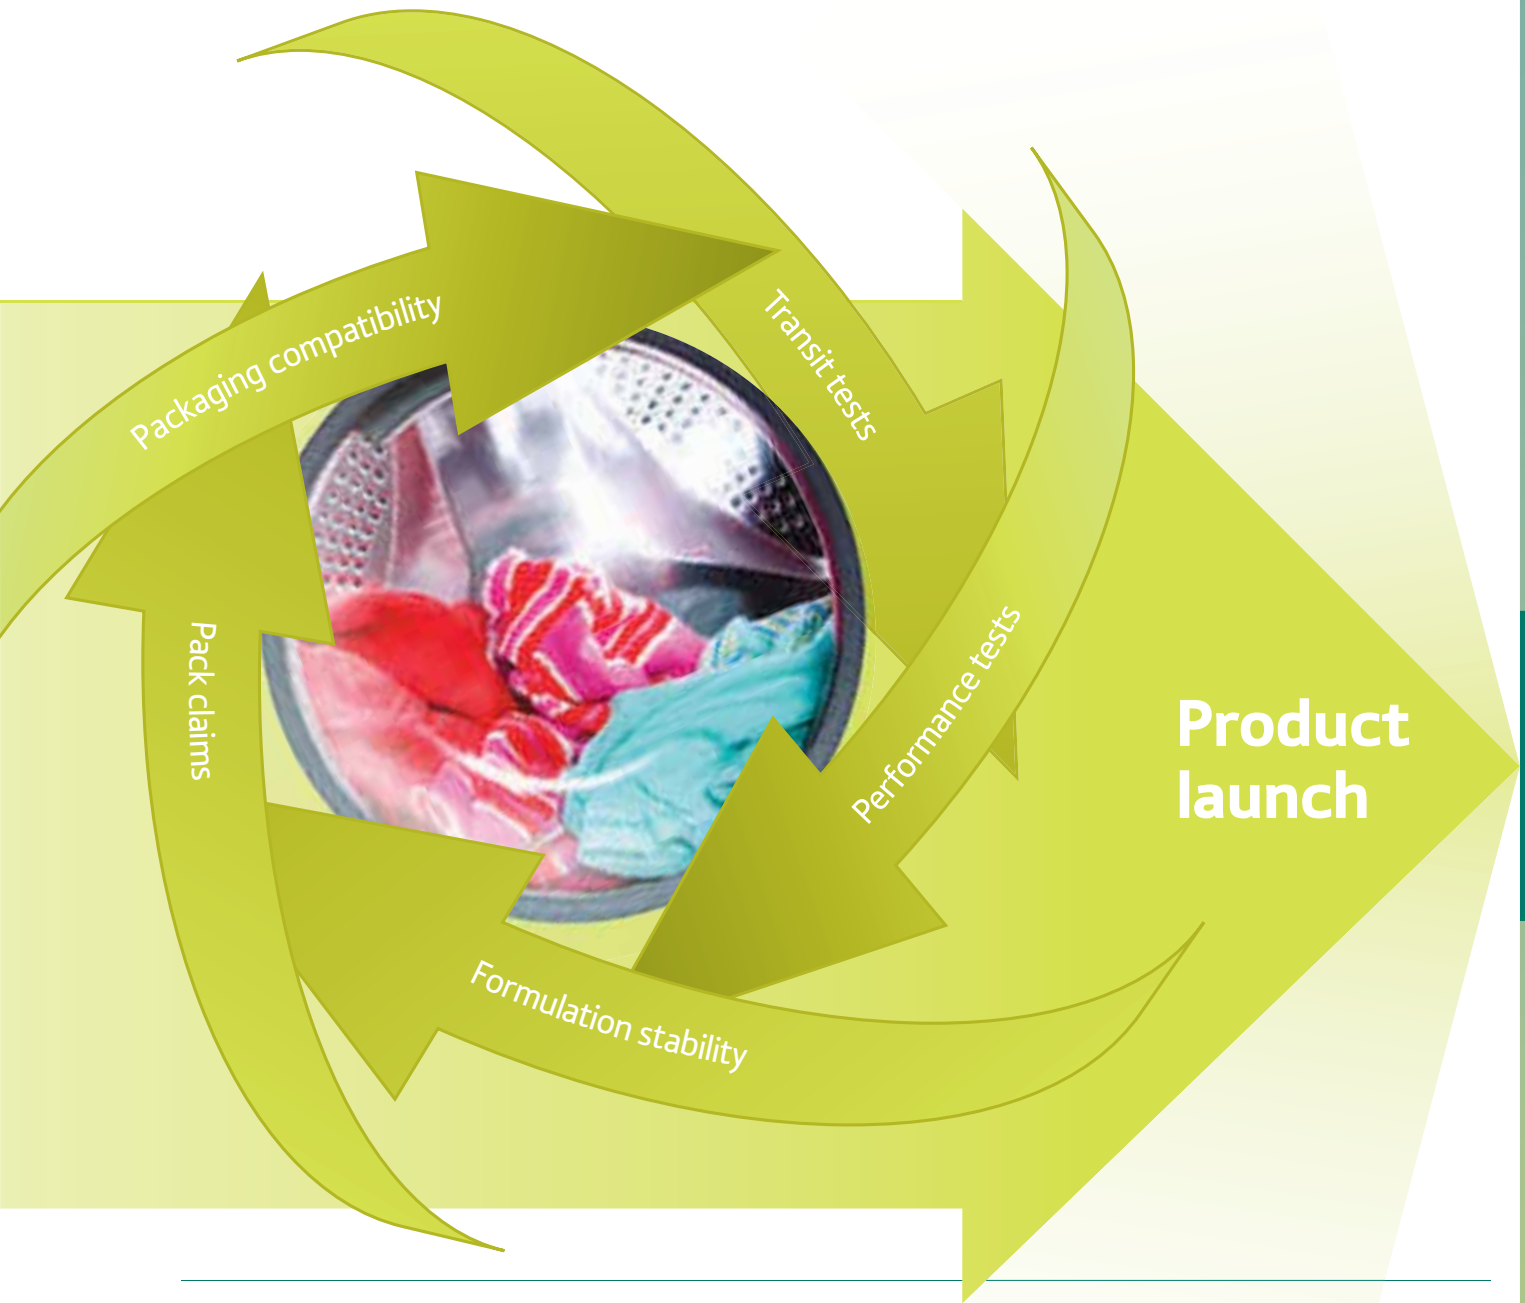 Packaging compatibility
Transit tests
Performance tests
Formulation stability
Pack claims
Product
launch